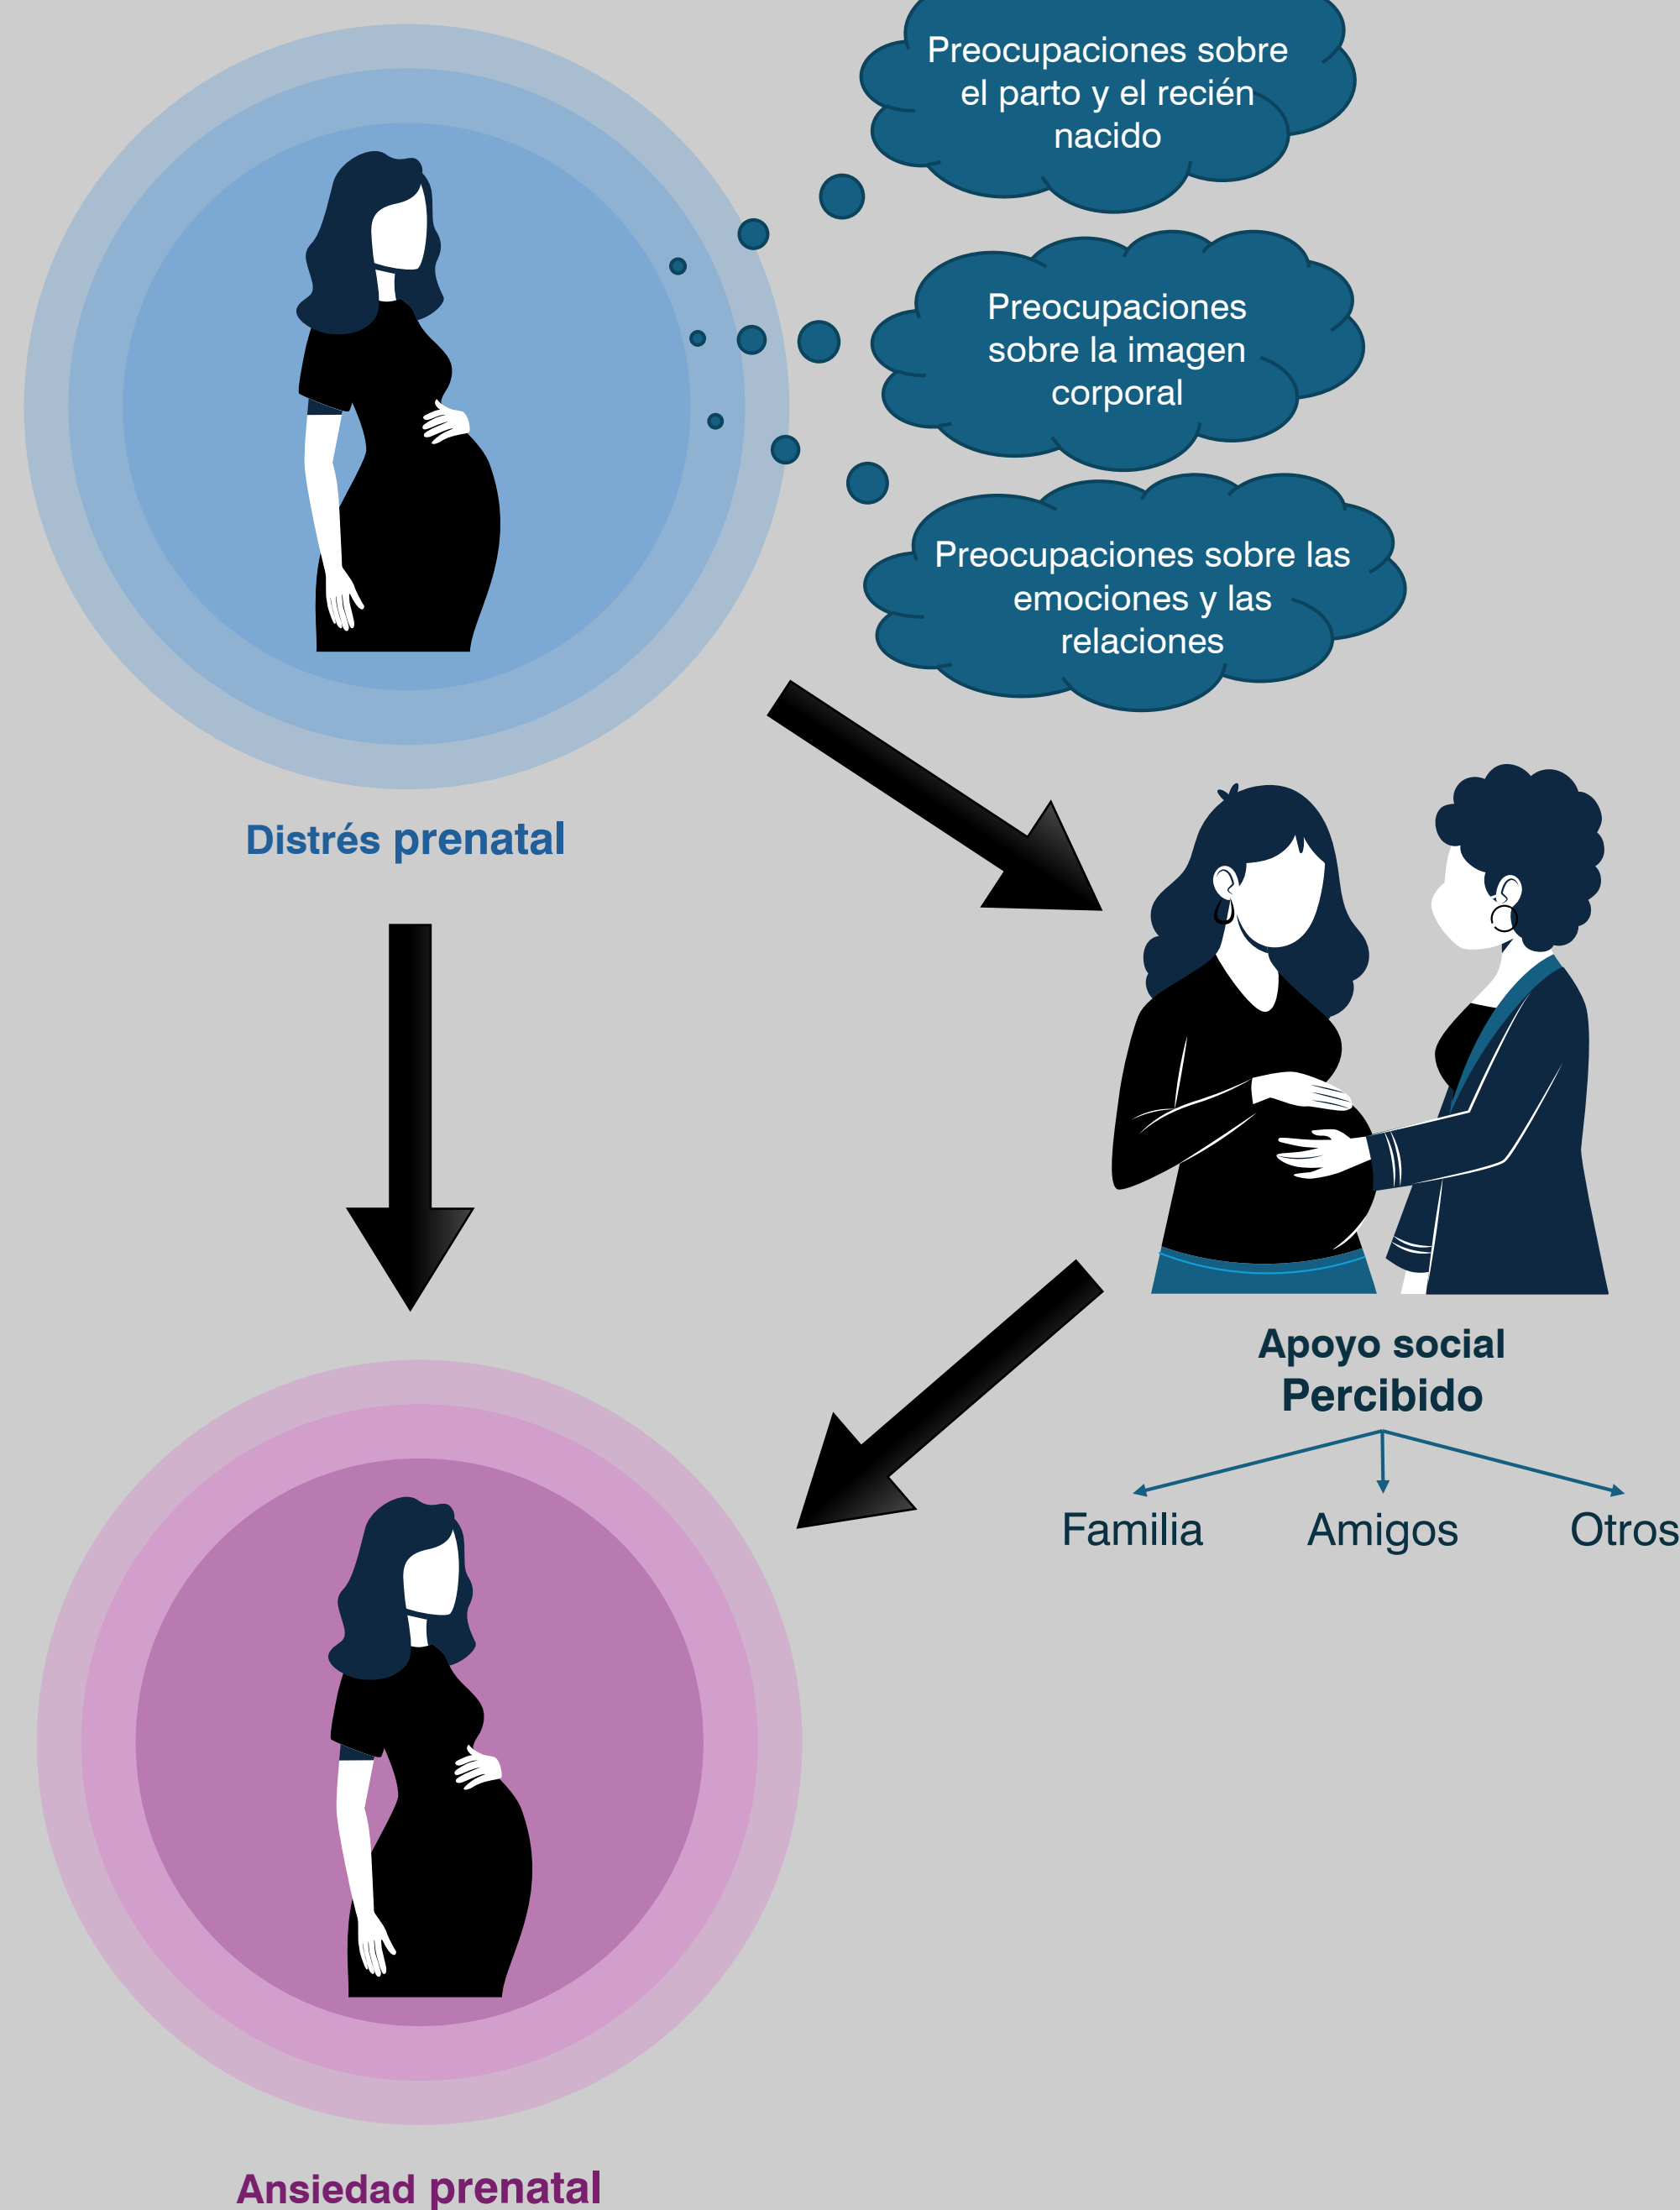 Preocupaciones sobre
el parto y el recién
nacido
Preocupaciones
sobre la imagen
corporal
Preocupaciones sobre las
emociones y las
relaciones
Distrés prenatal
Apoyo social
Percibido
Familia
Amigos
Otros
Ansiedad prenatal